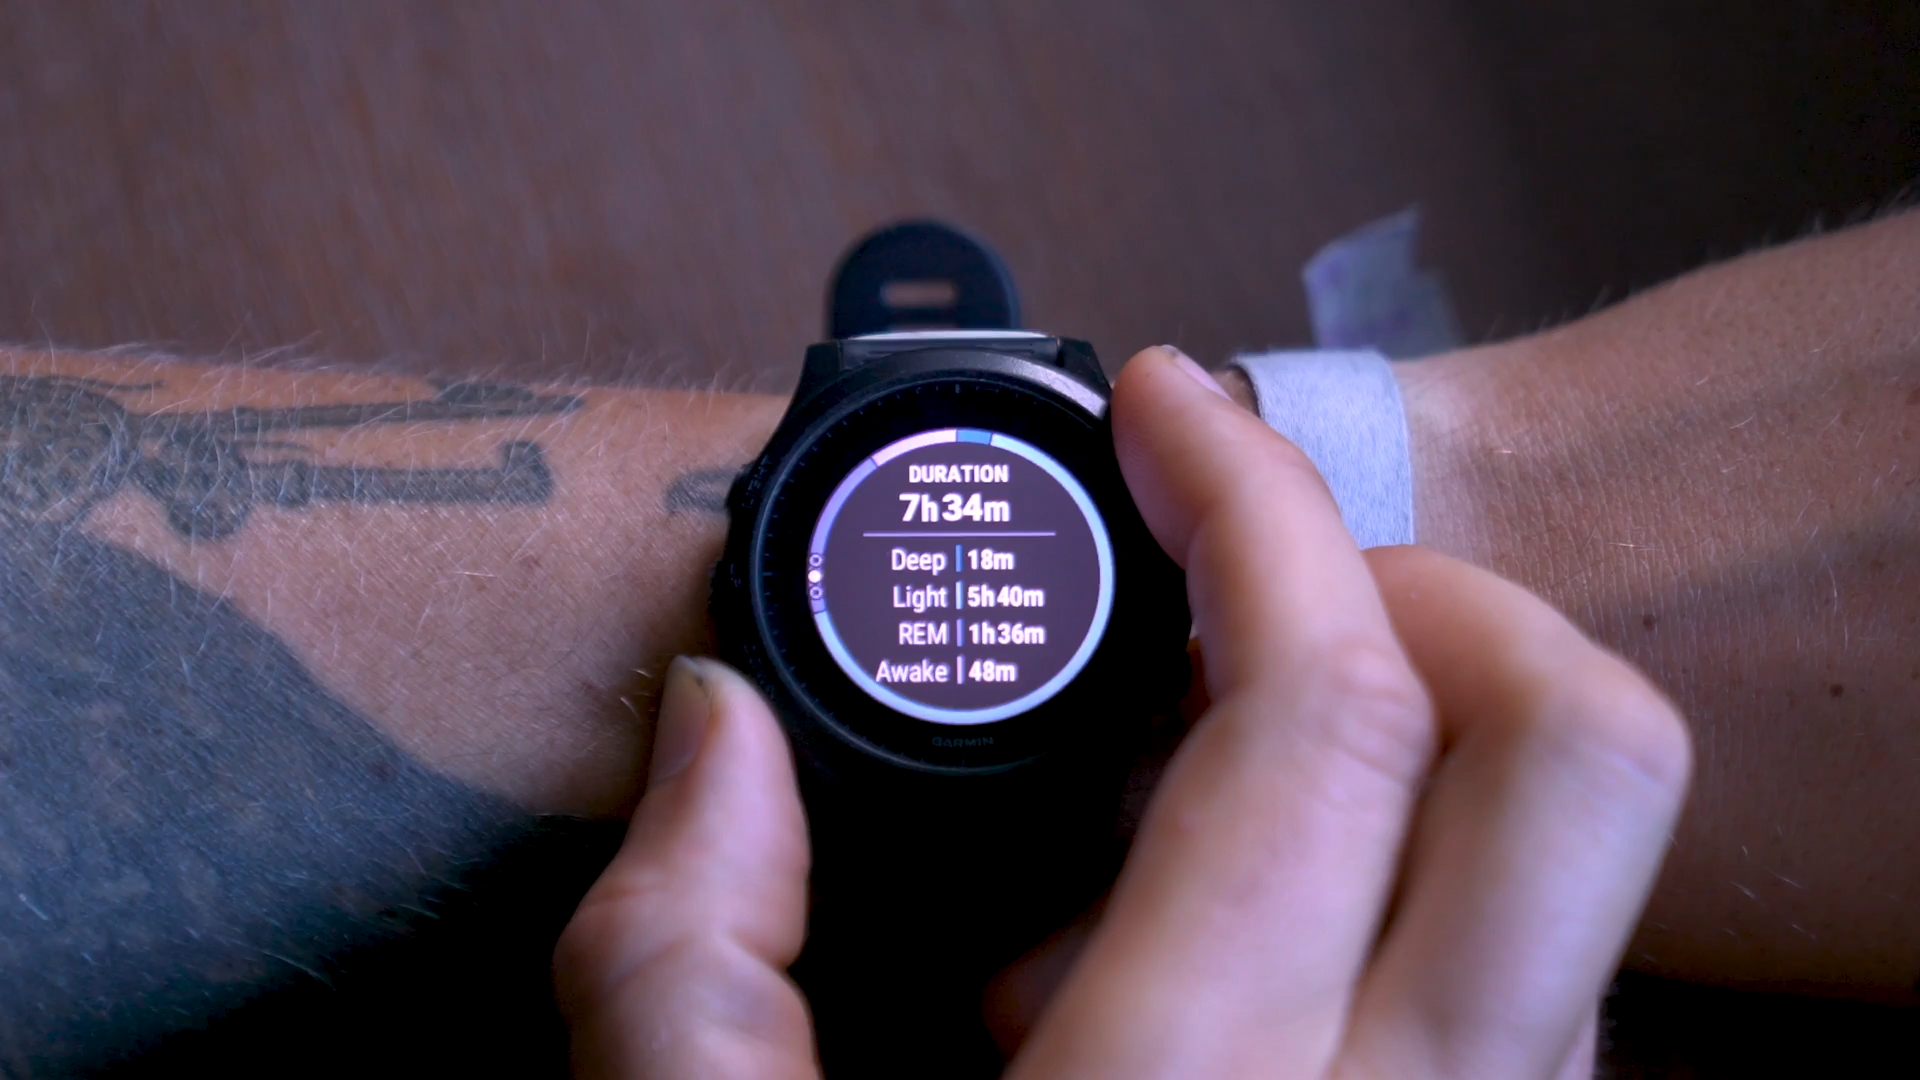 DURATION
7h34m
Deep 18m
Light 5h40m
REM 1h36m
Awake 48m
GARMIN